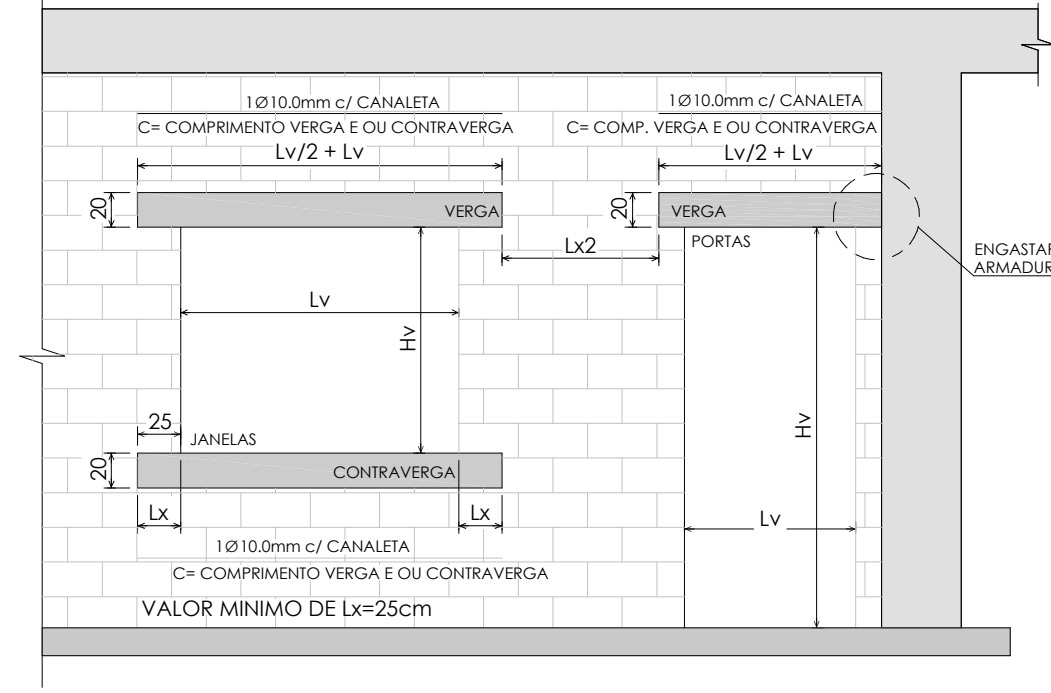 1Ø10.0mm c/ CANALETA
C= COMPRIMENTO VERGA E OU CONTRAVERGA
Lv/2 + Lv
1Ø10.0mm c/ CANALETA
C= COMP. VERGA E OU CONTRAVERGA
Lv/2 + Lv
20
VERGA
20
VERGA
PORTAS
Lx2
ENGASTAR
ARMADUR
Lv
Hv
Hv
25
JANELAS
20
CONTRAVERGA
Lx
Lx
Lv
1Ø10.0mm c/ CANALETA
C= COMPRIMENTO VERGA E OU CONTRAVERGA
VALOR MINIMO DE Lx=25cm